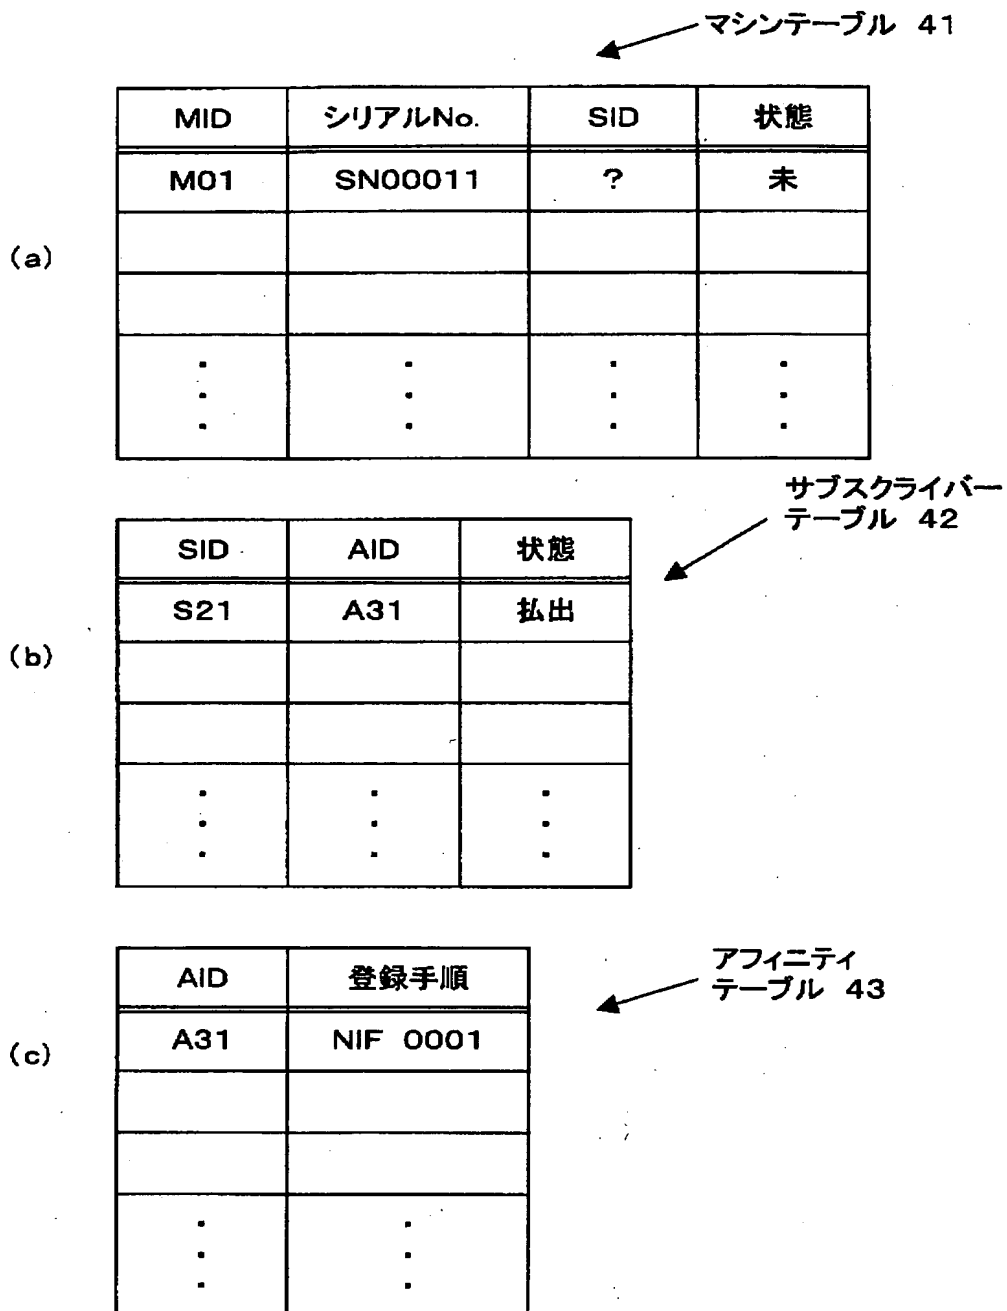 マシンテーブル 41
MID シリアルNo. SID 状態
M01 SN00011 ? 未
(a)
サブスクライバー
テーブル 42
SID AID 状態
S21 A31 払出
(b)
アフィニティ
テーブル 43
AID 登録手順
A31 NIF 0001
(c)